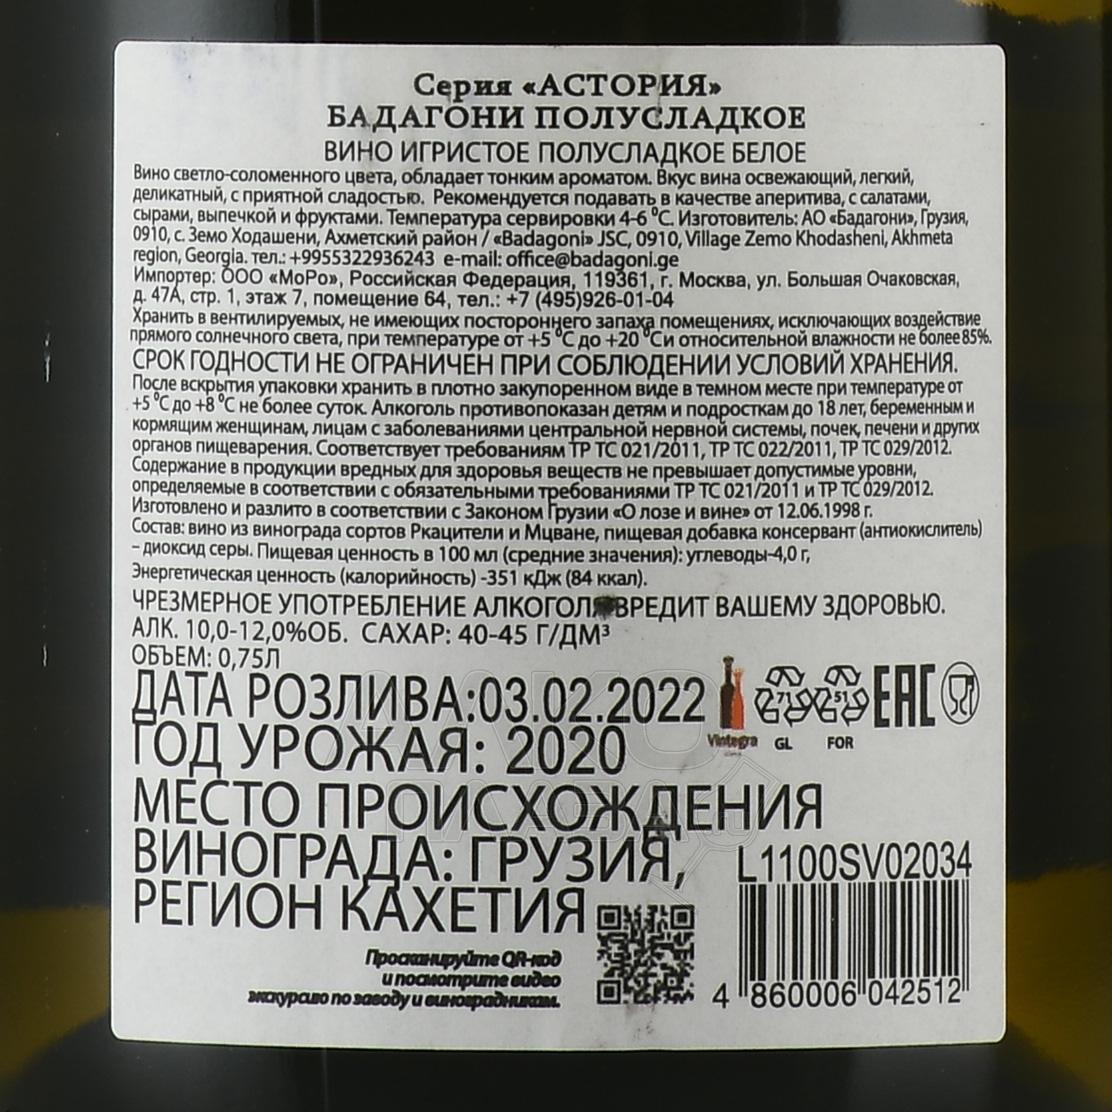 Серия «АСТОРИЯ»
БАДАГОНИ ПОЛУСЛАДКОЕ
ВИНО ИГРИСТОЕ ПОЛУСЛАДКОЕ БЕЛОЕ
Вино светло-соломенного цвета, обладает тонким ароматом. Вкус вина освежающий, легкий,
деликатный, с приятной сладостью. Рекомендуется подавать в качестве аперитива, с салатами,
сырами, выпечкой и фруктами. Температура сервировки 4-6 °С. Изготовитель: АО «Бадагони», Грузия,
0910, с. Земо Ходашени, Ахметский район / «Badagoni» JSC, 0910, Village Zemo Khodasheni, Akhmeta
region, Georgia. тел.: +9955322936243 e-mail: office@badagoni.ge
Импортер: ООО «МоРо», Российская Федерация, 119361, г. Москва, ул. Большая Очаковская,
д. 47А, стр. 1, этаж 7, помещение 64, тел.: +7 (495)926-01-04
Хранить в вентилируемых, не имеющих постороннего запаха помещениях, исключающих воздействие
прямого солнечного света, при температуре от +5 °С до +20 °С и относительной влажности не более 85%.
СРОК ГОДНОСТИ НЕ ОГРАНИЧЕН ПРИ СОБЛЮДЕНИИ УСЛОВИЙ ХРАНЕНИЯ.
После вскрытия упаковки хранить в плотно закупоренном виде в темном месте при температуре от
+5 °С до +8 °С не более суток. Алкоголь противопоказан детям и подросткам до 18 лет, беременным и
кормящим женщинам, лицам с заболеваниями центральной нервной системы, почек, печени и других
органов пищеварения. Соответствует требованиям ТР ТС 021/2011, ТР ТС 022/2011, ТР ТС 029/2012.
Содержание в продукции вредных для здоровья веществ не превышает допустимые уровни,
определяемые в соответствии с обязательными требованиями ТР ТС 021/2011 и ТР ТС 029/2012.
Изготовлено и разлито в соответствии с Законом Грузии «О лозе и вине» от 12.06.1998 г.
Состав: вино из винограда сортов Ркацители и Мцване, пищевая добавка консервант (антиокислитель)
– диоксид серы. Пищевая ценность в 100 мл (средние значения): углеводы-4,0 г,
Энергетическая ценность (калорийность) -351 кДж (84 ккал).
ЧРЕЗМЕРНОЕ УПОТРЕБЛЕНИЕ АЛКОГОЛЯ ВРЕДИТ ВАШЕМУ ЗДОРОВЬЮ.
АЛК. 10,0-12,0%ОБ. САХАР: 40-45 Г/ДМ³
ОБЪЕМ: 0,75Л
ДАТА РОЗЛИВА:03.02.2022
Vintegra
71
GL
51
FOR
EAC
ГОД УРОЖАЯ: 2020
МЕСТО ПРОИСХОЖДЕНИЯ
ВИНОГРАДА: ГРУЗИЯ,
РЕГИОН КАХЕТИЯ
L1100SV02034
Просканируйте QR-код
и посмотрите видео
экскурсию по заводу и виноградникам.
4 860006 042512